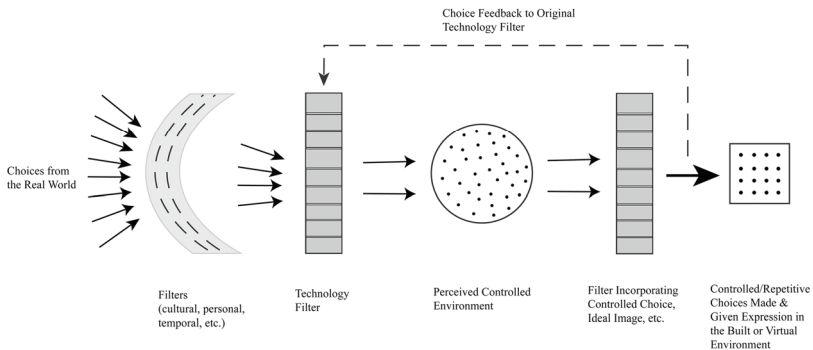 Choice Feedback to Original
Technology Filter
Choices from
the Real World
Filters
(cultural, personal,
temporal, etc.)
Technology
Filter
Perceived Controlled
Environment
Filter Incorporating
Controlled Choice,
Ideal Image, etc.
Controlled/Repetitive
Choices Made &
Given Expression in
the Built or Virtual
Environment